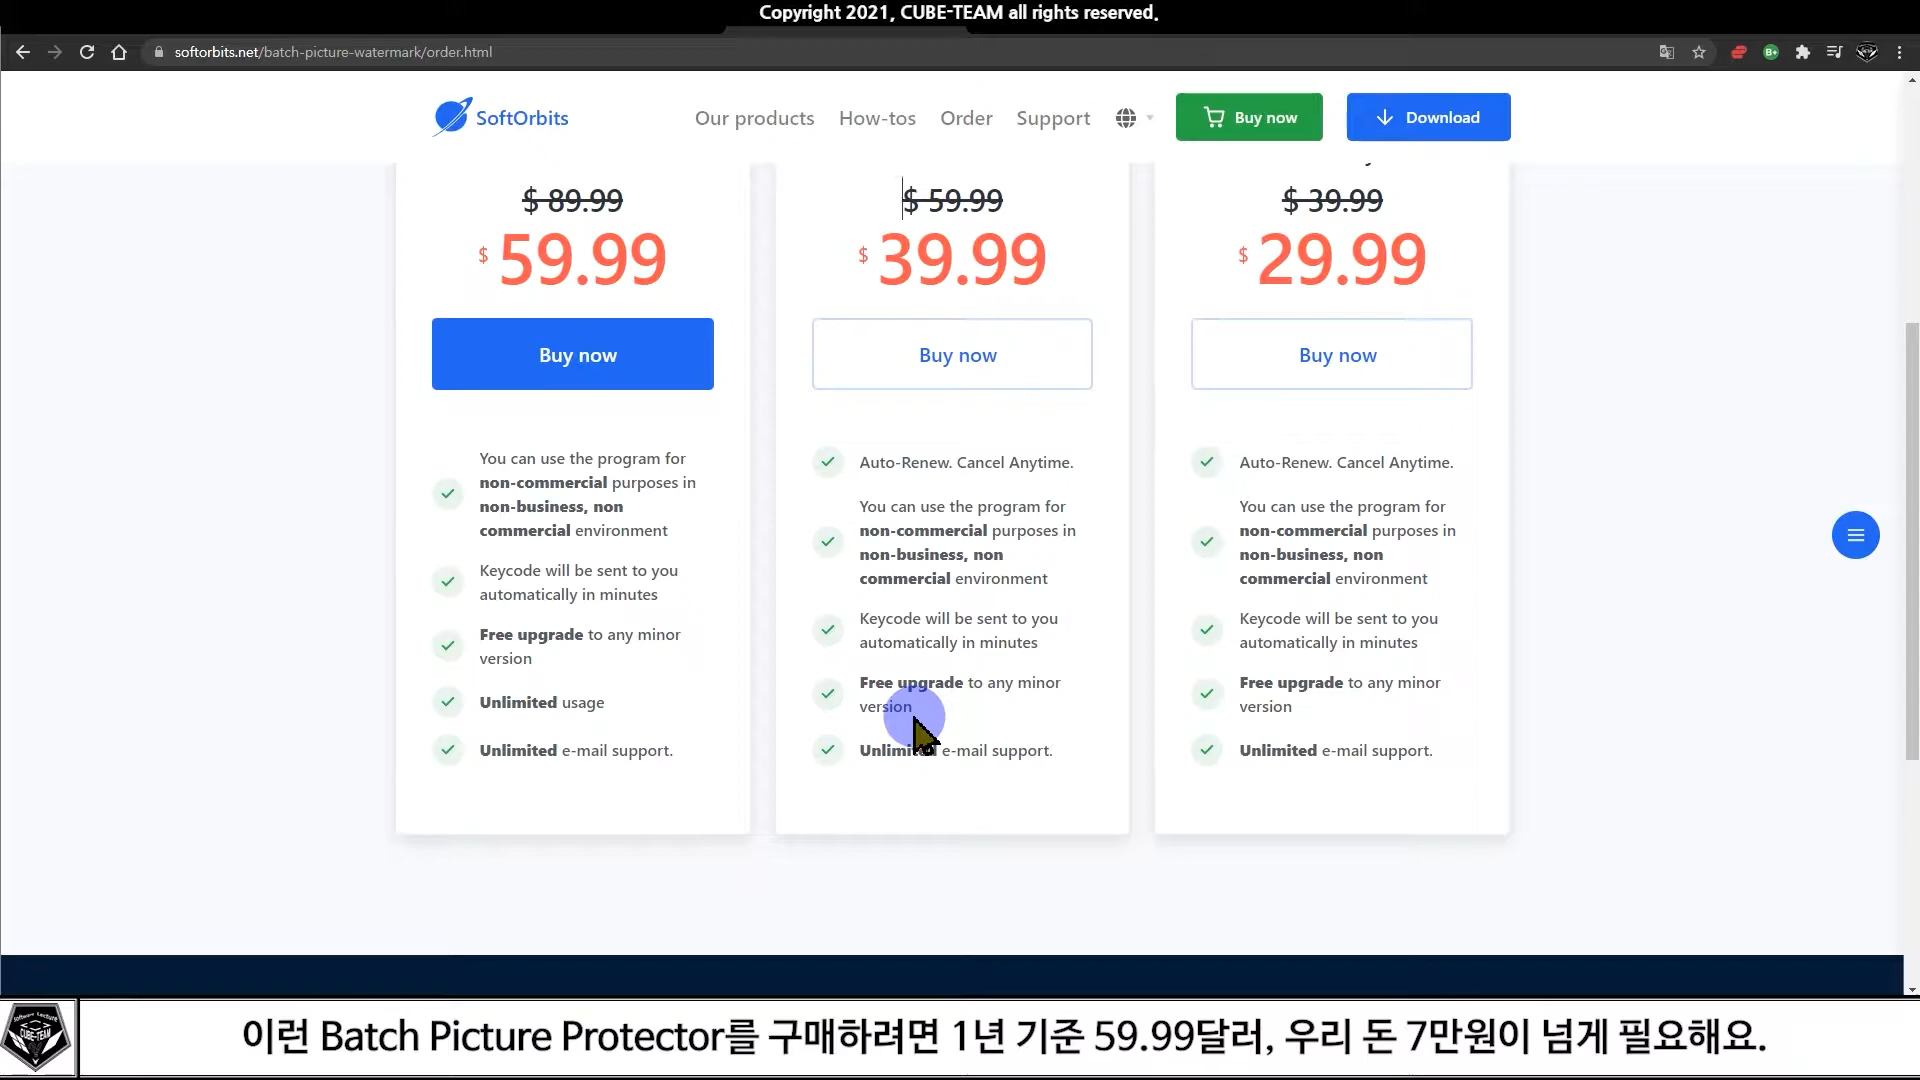 Copyright 2021, CUBE-TEAM all rights reserved.
softorbits.net/batch-picture-watermark/order.html
SoftOrbits
Our products
How-tos
Order
Support
Buy now
Download
$ 89.99
$ 59.99
Buy now
You can use the program for
non-commercial purposes in
non-business, non
commercial environment
Keycode will be sent to you
automatically in minutes
Free upgrade to any minor
version
Unlimited usage
Unlimited e-mail support.
$ 59.99
$ 39.99
Buy now
Auto-Renew. Cancel Anytime.
You can use the program for
non-commercial purposes in
non-business, non
commercial environment
Keycode will be sent to you
automatically in minutes
Free upgrade to any minor
version
Unlimited e-mail support.
$ 39.99
$ 29.99
Buy now
Auto-Renew. Cancel Anytime.
You can use the program for
non-commercial purposes in
non-business, non
commercial environment
Keycode will be sent to you
automatically in minutes
Free upgrade to any minor
version
Unlimited e-mail support.
Software Lecture
CUBE-TEAM
이런 Batch Picture Protector를 구매하려면 1년 기준 59.99달러, 우리 돈 7만원이 넘게 필요해요.